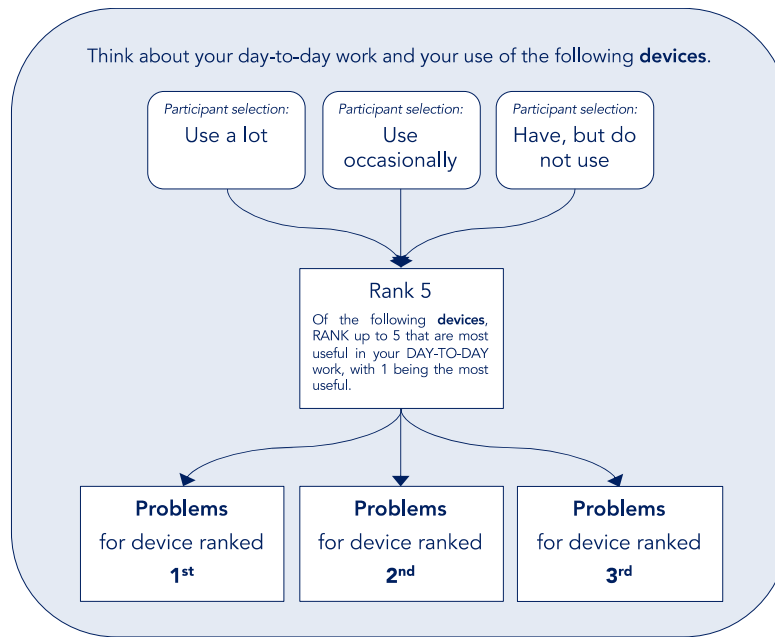 Think about your day-to-day work and your use of the following devices.
Participant selection:
Use a lot
Participant selection:
Use
occasionally
Participant selection:
Have, but do
not use
Rank 5
Of the following devices,
RANK up to 5 that are most
useful in your DAY-TO-DAY
work, with 1 being the most
useful.
Problems
for device ranked
1st
Problems
for device ranked
2nd
Problems
for device ranked
3rd